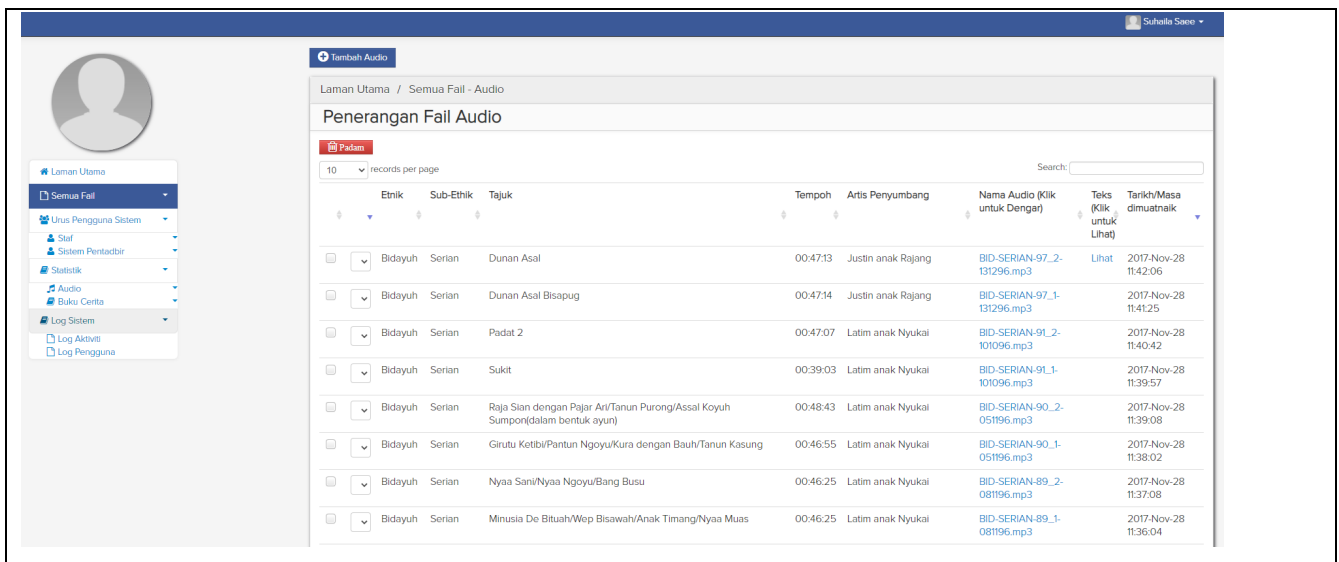 Suhaila Saee
Tambah Audio
Laman Utama / Semua Fail - Audio
Penerangan Fail Audio
Padam
10 records per page
Search:
Laman Utama
Semua Fail
Urus Pengguna Sistem
Staf
Sistem Pentadbir
Statistik
Audio
Buku Cerita
Log Sistem
Log Aktiviti
Log Pengguna
Etnik Sub-Ethik Tajuk Tempoh Artis Penyumbang Nama Audio (Klik Teks Tarikh/Masa
untuk Dengar) (Klik dimuatnaik
untuk
Lihat)
Bidayuh Serian Dunan Asal 00:47:13 Justin anak Rajang BID-SERIAN-97_2- Lihat 2017-Nov-28
131296.mp3 11:42:06
Bidayuh Serian Dunan Asal Bisapug 00:47:14 Justin anak Rajang BID-SERIAN-97_1- 2017-Nov-28
131296.mp3 11:41:25
Bidayuh Serian Padat 2 00:47:07 Latim anak Nyukai BID-SERIAN-91_2- 2017-Nov-28
101096.mp3 11:40:42
Bidayuh Serian Sukit 00:39:03 Latim anak Nyukai BID-SERIAN-91_1- 2017-Nov-28
101096.mp3 11:39:57
Bidayuh Serian Raja Sian dengan Pajar Ari/Tanun Purong/Assal Koyuh 00:48:43 Latim anak Nyukai BID-SERIAN-90_2- 2017-Nov-28
Sumpon(dalam bentuk ayun) 051196.mp3 11:39:08
Bidayuh Serian Girutu Ketibi/Pantun Ngoyu/Kura dengan Bauh/Tanun Kasung 00:46:55 Latim anak Nyukai BID-SERIAN-90_1- 2017-Nov-28
051196.mp3 11:38:02
Bidayuh Serian Nyaa Sani/Nyaa Ngoyu/Bang Busu 00:46:25 Latim anak Nyukai BID-SERIAN-89_2- 2017-Nov-28
081196.mp3 11:37:08
Bidayuh Serian Minusia De Bituah/Wep Bisawah/Anak Timang/Nyaa Muas 00:46:25 Latim anak Nyukai BID-SERIAN-89_1- 2017-Nov-28
081196.mp3 11:36:04